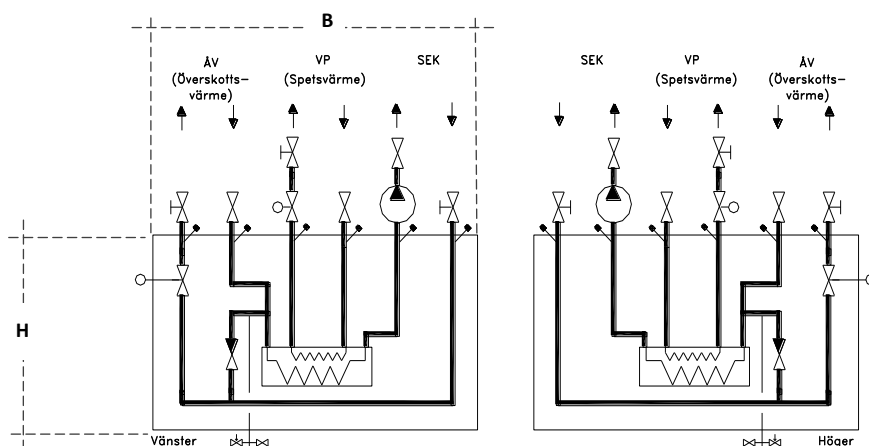 B
ÅV
(Överskotts-
värme)
VP
(Spetsvärme)
SEK
SEK
VP
(Spetsvärme)
ÅV
(Överskotts-
värme)
H
Vänster
Höger